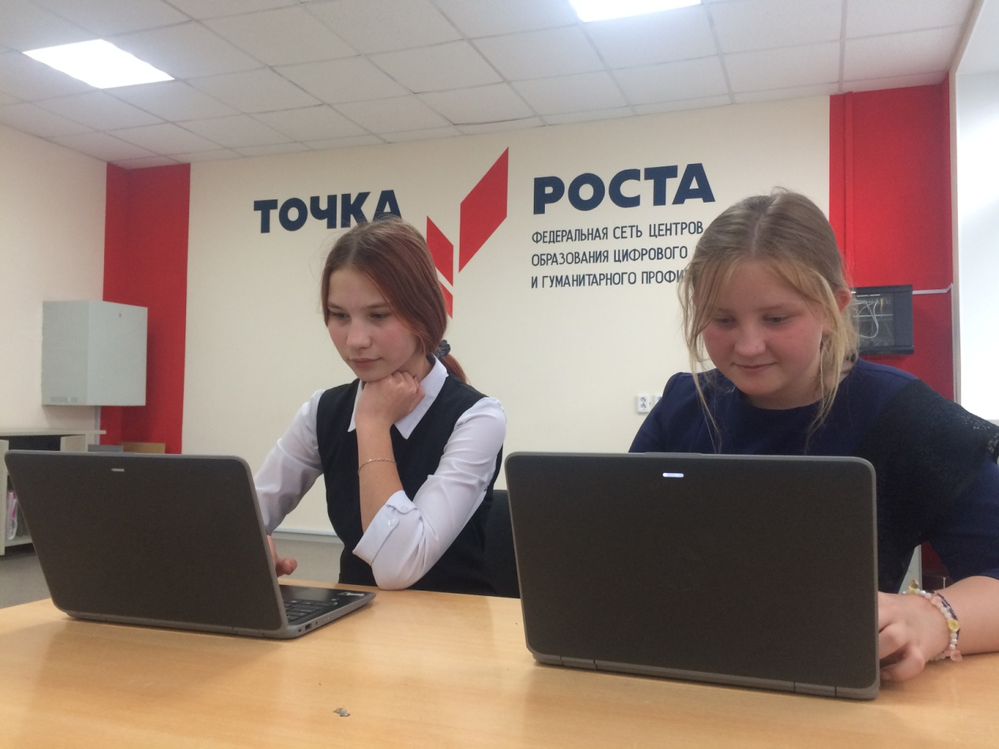 ТОЧКА
РОСТА
ФЕДЕРАЛЬНАЯ СЕТЬ ЦЕНТРОВ
ОБРАЗОВАНИЯ ЦИФРОВОГО
И ГУМАНИТАРНОГО